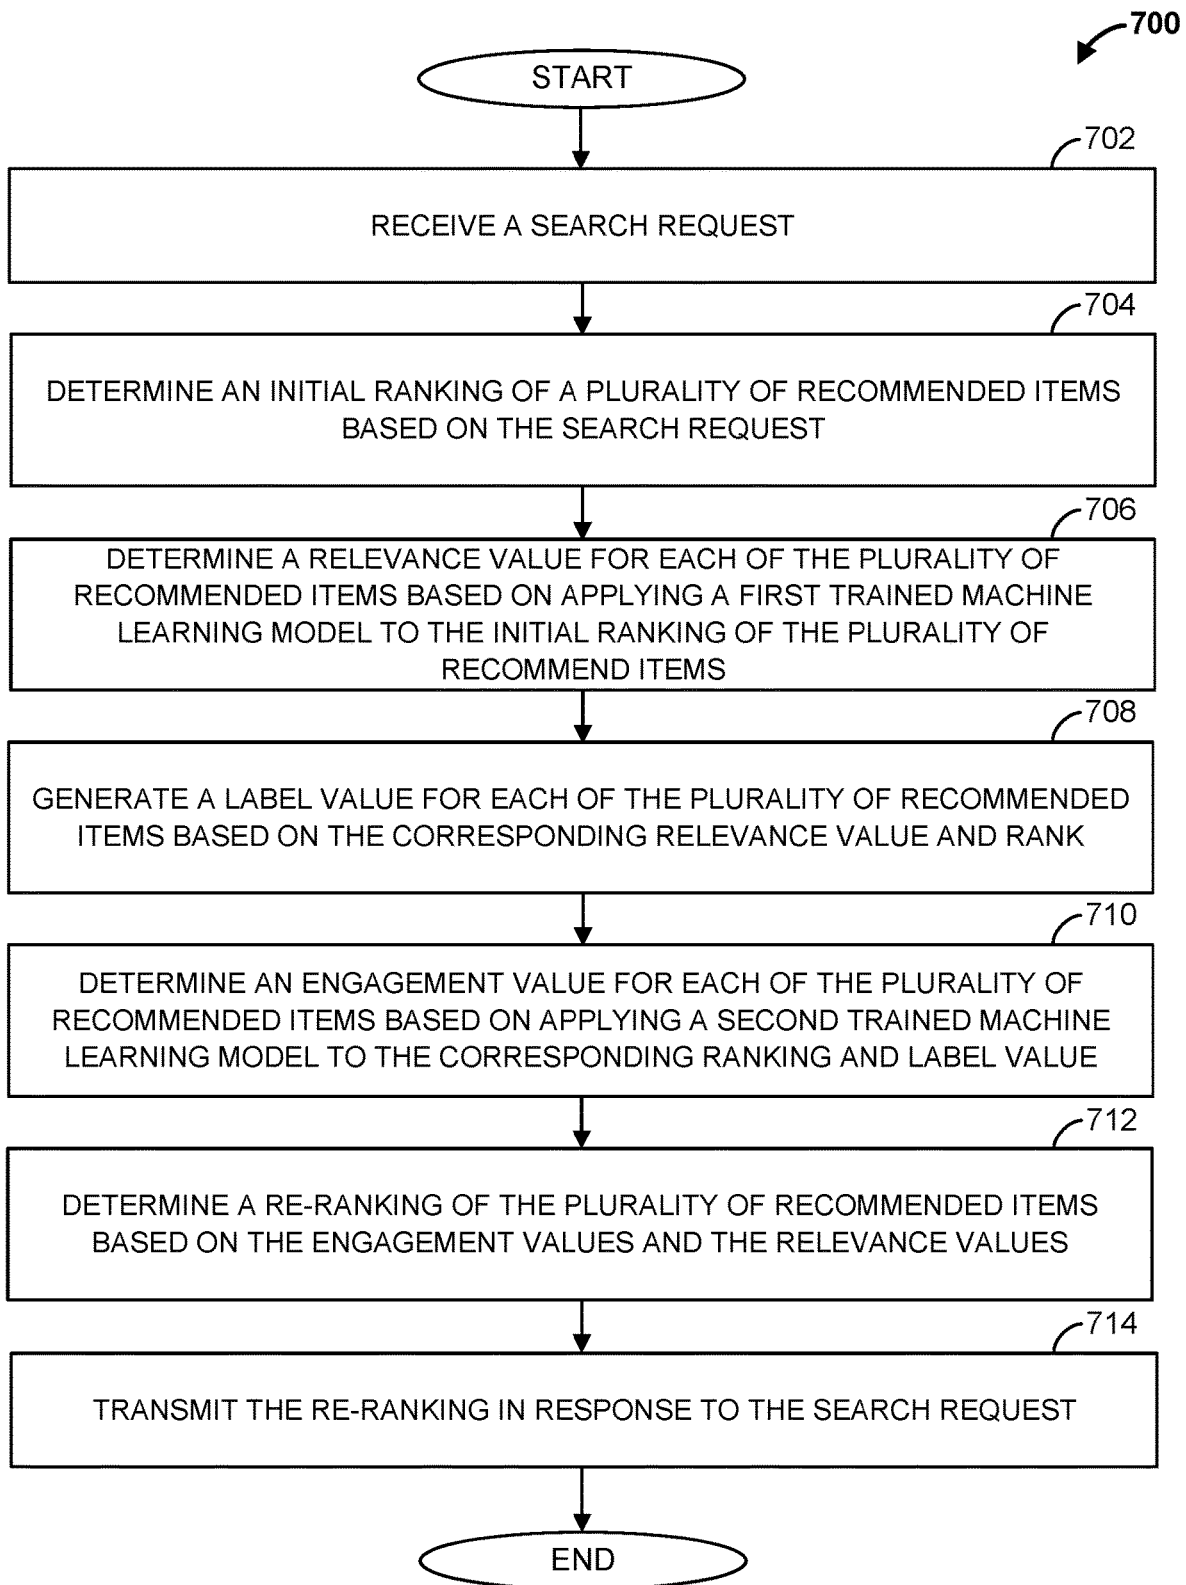 700
START
702
RECEIVE A SEARCH REQUEST
704
DETERMINE AN INITIAL RANKING OF A PLURALITY OF RECOMMENDED ITEMS
BASED ON THE SEARCH REQUEST
706
DETERMINE A RELEVANCE VALUE FOR EACH OF THE PLURALITY OF
RECOMMENDED ITEMS BASED ON APPLYING A FIRST TRAINED MACHINE
LEARNING MODEL TO THE INITIAL RANKING OF THE PLURALITY OF
RECOMMEND ITEMS
708
GENERATE A LABEL VALUE FOR EACH OF THE PLURALITY OF RECOMMENDED
ITEMS BASED ON THE CORRESPONDING RELEVANCE VALUE AND RANK
710
DETERMINE AN ENGAGEMENT VALUE FOR EACH OF THE PLURALITY OF
RECOMMENDED ITEMS BASED ON APPLYING A SECOND TRAINED MACHINE
LEARNING MODEL TO THE CORRESPONDING RANKING AND LABEL VALUE
712
DETERMINE A RE-RANKING OF THE PLURALITY OF RECOMMENDED ITEMS
BASED ON THE ENGAGEMENT VALUES AND THE RELEVANCE VALUES
714
TRANSMIT THE RE-RANKING IN RESPONSE TO THE SEARCH REQUEST
END